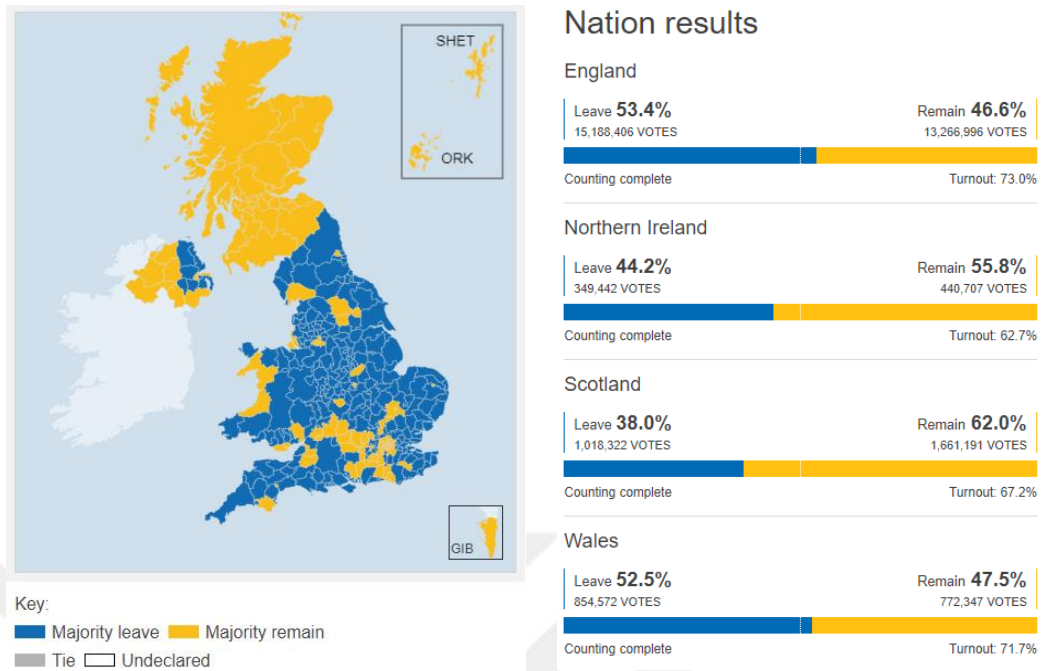 SHET
ORK
GIB
Key:
Majority leave Majority remain
Tie Undeclared
Nation results
England
Leave 53.4% Remain 46.6%
15,188,406 VOTES 13,266,996 VOTES
Counting complete Turnout: 73.0%
Northern Ireland
Leave 44.2% Remain 55.8%
349,442 VOTES 440,707 VOTES
Counting complete Turnout: 62.7%
Scotland
Leave 38.0% Remain 62.0%
1,018,322 VOTES 1,661,191 VOTES
Counting complete Turnout: 67.2%
Wales
Leave 52.5% Remain 47.5%
854,572 VOTES 772,347 VOTES
Counting complete Turnout: 71.7%